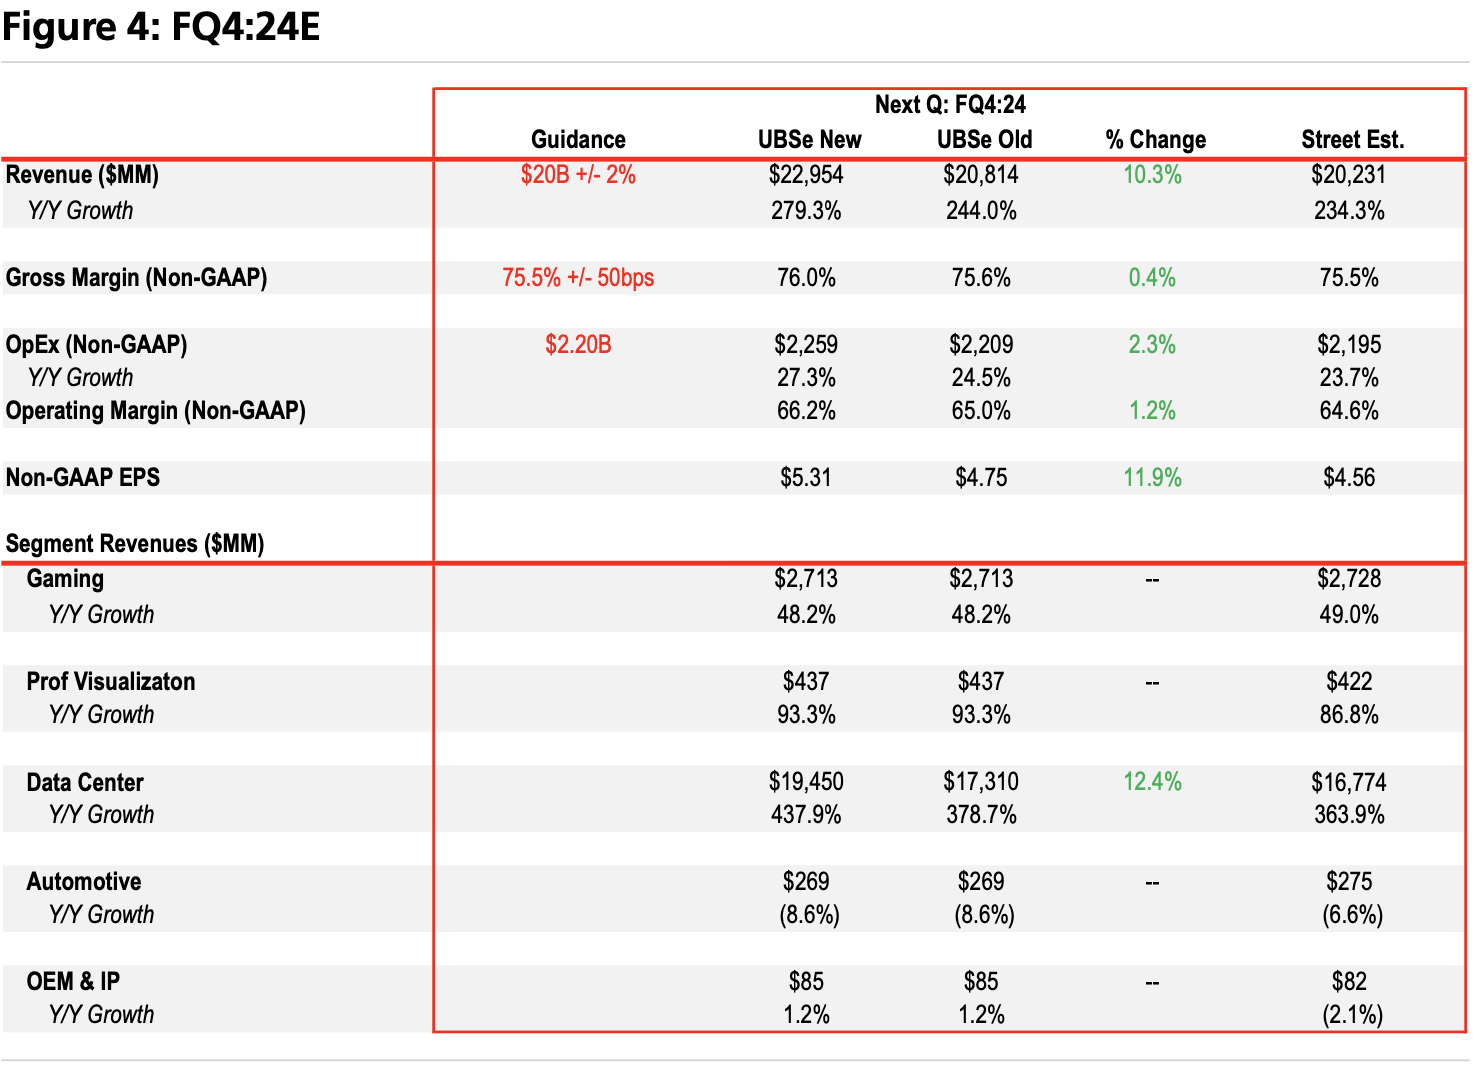 Figure 4: FQ4:24E
Next Q: FQ4:24
Guidance UBSe New UBSe Old % Change Street Est.
Revenue ($MM) $20B +/- 2% $22,954 $20,814 10.3% $20,231
Y/Y Growth 279.3% 244.0% 234.3%
Gross Margin (Non-GAAP) 75.5% +/- 50bps 76.0% 75.6% 0.4% 75.5%
OpEx (Non-GAAP) $2.20B $2,259 $2,209 2.3% $2,195
Y/Y Growth 27.3% 24.5% 23.7%
Operating Margin (Non-GAAP) 66.2% 65.0% 1.2% 64.6%
Non-GAAP EPS $5.31 $4.75 11.9% $4.56
Segment Revenues ($MM)
Gaming $2,713 $2,713 -- $2,728
Y/Y Growth 48.2% 48.2% 49.0%
Prof Visualizaton $437 $437 -- $422
Y/Y Growth 93.3% 93.3% 86.8%
Data Center $19,450 $17,310 12.4% $16,774
Y/Y Growth 437.9% 378.7% 363.9%
Automotive $269 $269 -- $275
Y/Y Growth (8.6%) (8.6%) (6.6%)
OEM & IP $85 $85 -- $82
Y/Y Growth 1.2% 1.2% (2.1%)